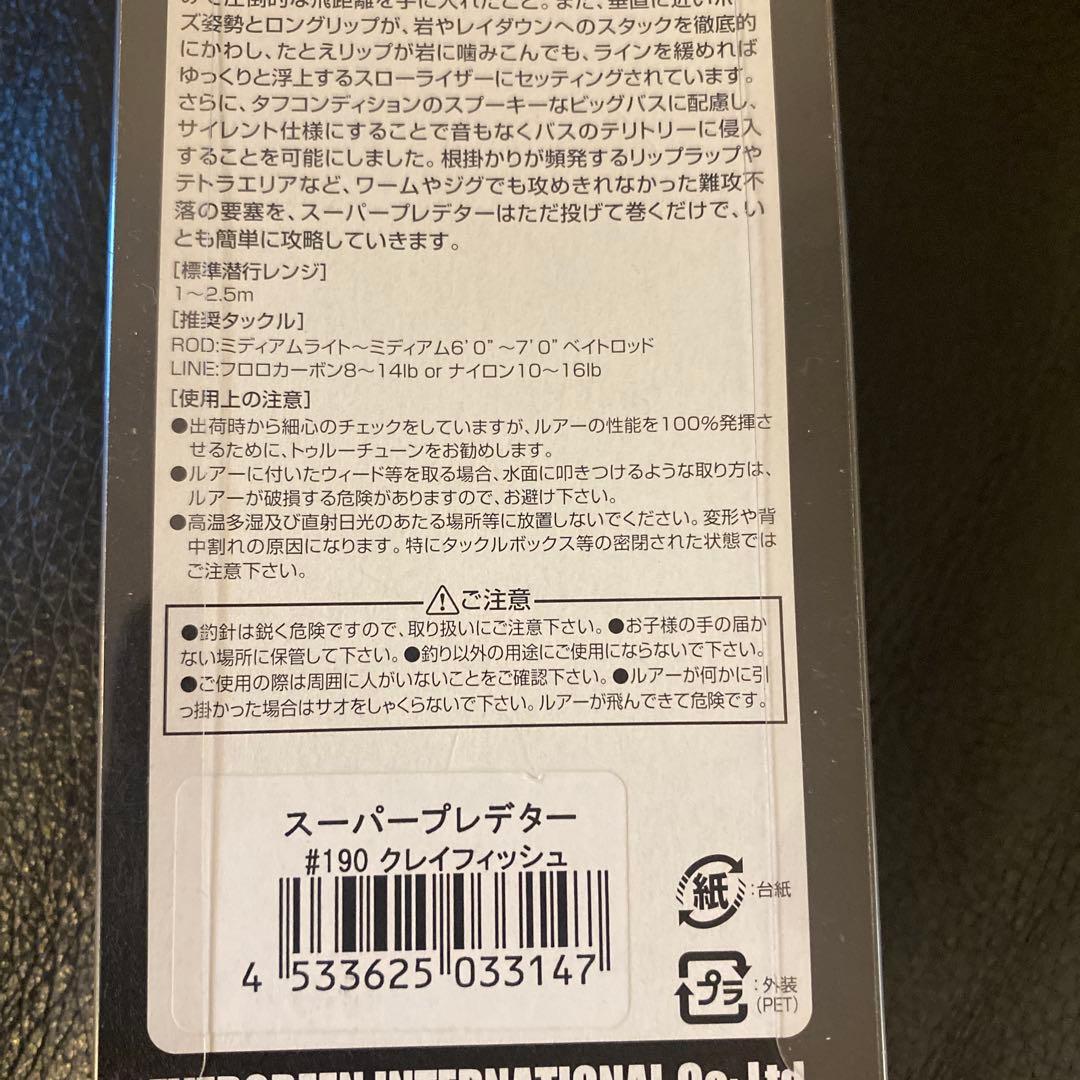 みで圧倒的な飛距離を手に入れたこと。また、垂直に近いポー
ズ姿勢とロングリップが、岩やレイダウンへのスタックを徹底的
にかわし、たとえリップが岩に噛みこんでも、ラインを緩めれば
ゆっくりと浮上するスローライザーにセッティングされています。
さらに、タフコンディションのスプーキーなビッグバスに配慮し、
サイレント仕様にすることで音もなくバスのテリトリーに侵入
することを可能にしました。根掛かりが頻発するリップラップや
テトラエリアなど、ワームやジグでも攻めきれなかった難攻不
落の要塞を、スーパープレデターはただ投げて巻くだけで、い
とも簡単に攻略していきます。
[標準潜行レンジ]
1〜2.5m
[推奨タックル]
ROD:ミディアムライト〜ミディアム6'0"〜7'0"ベイトロッド
LINE:フロロカーボン8〜14lb or ナイロン10〜16lb
[使用上の注意]
●出荷時から細心のチェックをしていますが、ルアーの性能を100%発揮さ
せるために、トゥルーチューンをお勧めします。
●ルアーに付いたウィード等を取る場合、水面に叩きつけるような取り方は、
ルアーが破損する危険がありますので、お避け下さい。
●高温多湿及び直射日光のあたる場所等に放置しないでください。変形や背
中割れの原因になります。特にタックルボックス等の密閉された状態では
ご注意下さい。
⚠ご注意
●釣針は鋭く危険ですので、取り扱いにご注意下さい。●お子様の手の届か
ない場所に保管して下さい。●釣り以外の用途にご使用にならないで下さい。
●ご使用の際は周囲に人がいないことをご確認下さい。●ルアーが何かに引
っ掛かった場合はサオをしゃくらないで下さい。ルアーが飛んできて危険です。
スーパープレデター
#190 クレイフィッシュ
4 533625 033147
紙:台紙
プラ:外装
(PET)
EVERGREEN INTERNATIONAL Co.,Ltd